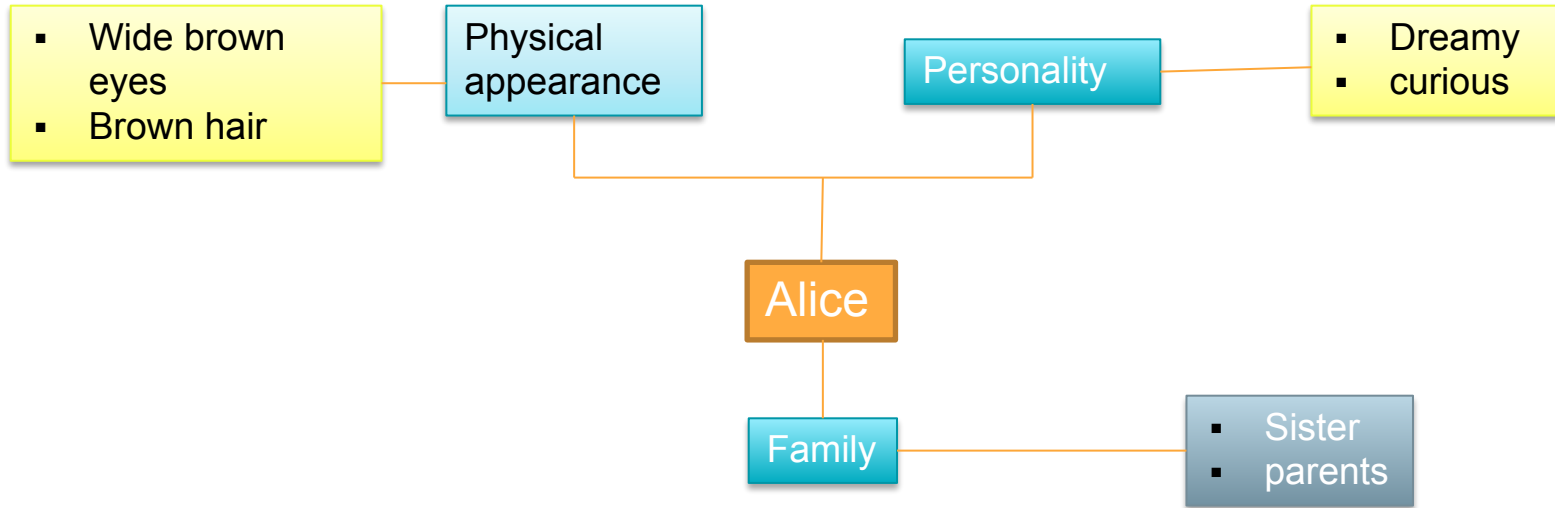 ▪ Wide brown
eyes
▪ Brown hair
Physical
appearance
Personality
▪ Dreamy
▪ curious
Alice
Family
▪ Sister
▪ parents